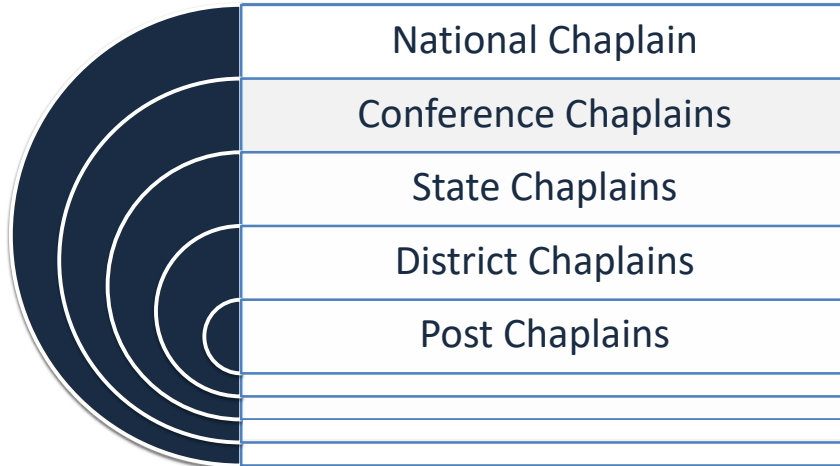 National Chaplain
Conference Chaplains
State Chaplains
District Chaplains
Post Chaplains